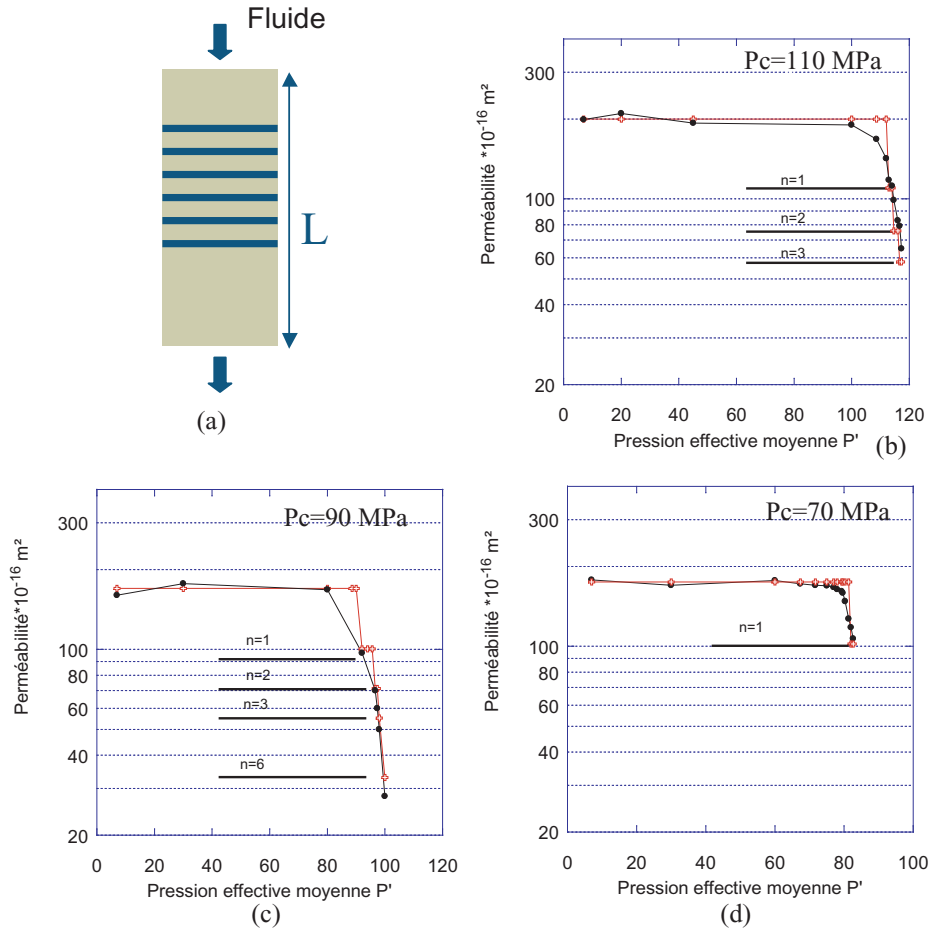 Fluide
L
(a)
Pc=110 MPa
Perméabilité *10⁻¹⁶ m²
300
100
80
60
40
20
n=1
n=2
n=3
0 20 40 60 80 100 120
Pression effective moyenne P'
(b)
Pc=90 MPa
Perméabilité*10⁻¹⁶ m²
300
100
80
60
40
20
n=1
n=2
n=3
n=6
0 20 40 60 80 100 120
Pression effective moyenne P'
(c)
Pc=70 MPa
Perméabilité *10⁻¹⁶ m²
300
100
80
60
40
20
n=1
0 20 40 60 80 100
Pression effective moyenne P'
(d)